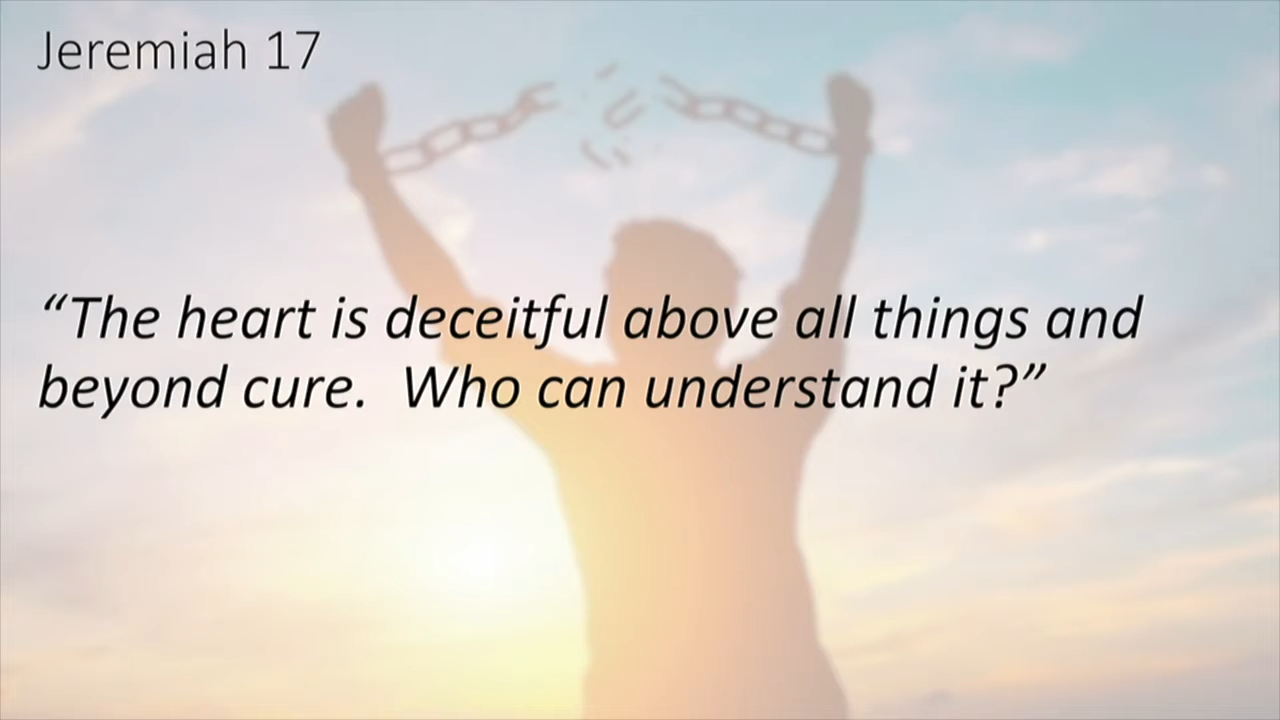 Jeremiah 17
“The heart is deceitful above all things and
beyond cure.  Who can understand it?”